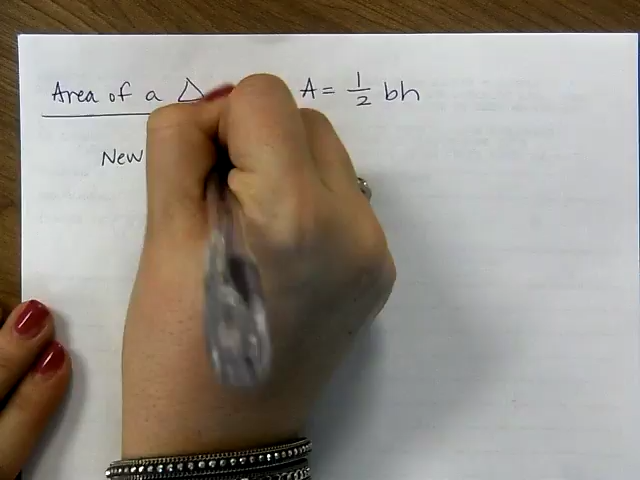 Area of a △ A = 1/2 bh
New